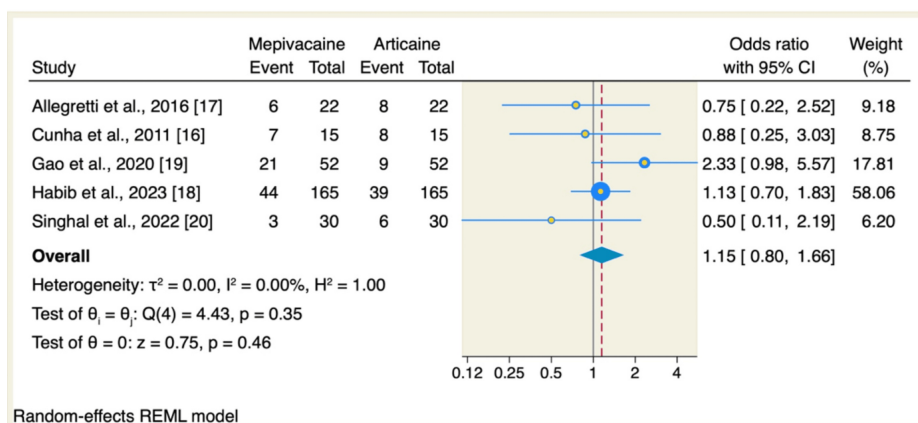 Mepivacaine Articaine Odds ratio Weight
Study Event Total Event Total with 95% CI (%)
Allegretti et al., 2016 [17] 6 22 8 22 0.75 [ 0.22, 2.52] 9.18
Cunha et al., 2011 [16] 7 15 8 15 0.88 [ 0.25, 3.03] 8.75
Gao et al., 2020 [19] 21 52 9 52 2.33 [ 0.98, 5.57] 17.81
Habib et al., 2023 [18] 44 165 39 165 1.13 [ 0.70, 1.83] 58.06
Singhal et al., 2022 [20] 3 30 6 30 0.50 [ 0.11, 2.19] 6.20
Overall 1.15 [ 0.80, 1.66]
Heterogeneity: τ² = 0.00, I² = 0.00%, H² = 1.00
Test of θᵢ = θⱼ: Q(4) = 4.43, p = 0.35
Test of θ = 0: z = 0.75, p = 0.46
0.12 0.25 0.5 1 2 4
Random-effects REML model